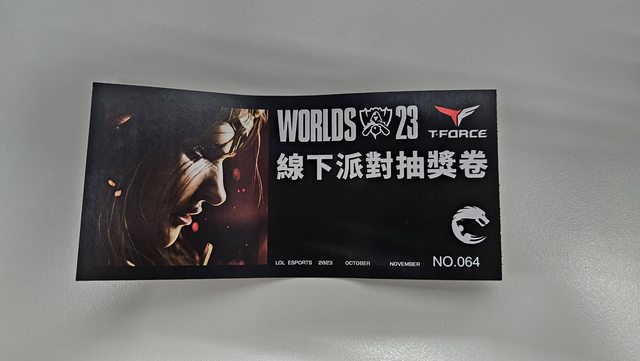 WORLDS 23
T-FORCE
線下派對抽獎卷
LOL ESPORTS 2023 OCTOBER NOVEMBER
NO.064